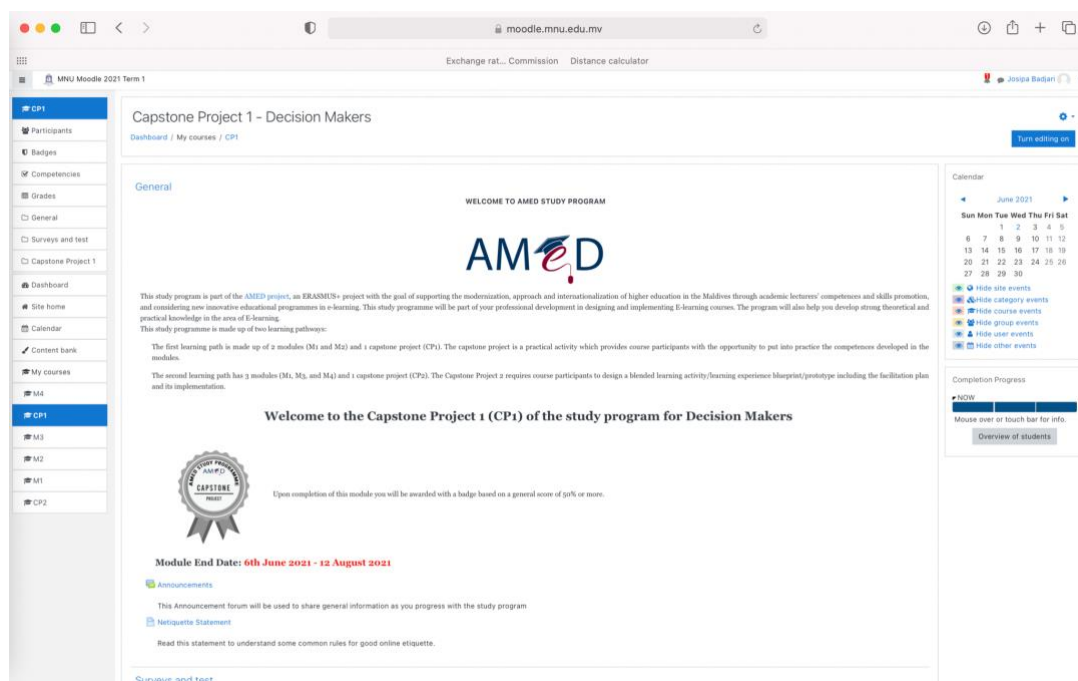 moodle.mnu.edu.mv
Exchange rat... Commission Distance calculator
MNU Moodle 2021 Term 1
Josipa Badjari
CP1
Participants
Badges
Competencies
Grades
General
Surveys and test
Capstone Project 1
Dashboard
Site home
Calendar
Content bank
My courses
M4
CP1
M3
M2
M1
CP2
Capstone Project 1 - Decision Makers
Dashboard / My courses / CP1
Turn editing on
General
WELCOME TO AMED STUDY PROGRAM
AMeD
This study program is part of the AMED project, an ERASMUS+ project with the goal of supporting the modernization, approach and internationalization of higher education in the Maldives through academic lecturers' competences and skills promotion,
and considering new innovative educational programmes in e-learning. This study programme will be part of your professional development in designing and implementing E-learning courses. The program will also help you develop strong theoretical and
practical knowledge in the area of E-learning.
This study programme is made up of two learning pathways:
The first learning path is made up of 2 modules (M1 and M2) and 1 capstone project (CP1). The capstone project is a practical activity which provides course participants with the opportunity to put into practice the competences developed in the
modules.
The second learning path has 3 modules (M1, M3, and M4) and 1 capstone project (CP2). The Capstone Project 2 requires course participants to design a blended learning activity/learning experience blueprint/prototype including the facilitation plan
and its implementation.
Welcome to the Capstone Project 1 (CP1) of the study program for Decision Makers
AMED STUDY PROGRAMME
AMeD
CAPSTONE
PROJECT
Upon completion of this module you will be awarded with a badge based on a general score of 50% or more.
Module End Date: 6th June 2021 - 12 August 2021
Announcements
This Announcement forum will be used to share general information as you progress with the study program
Netiquette Statement
Read this statement to understand some common rules for good online etiquette.
Surveys and test
Calendar
June 2021
Sun Mon Tue Wed Thu Fri Sat
1 2 3 4 5
6 7 8 9 10 11 12
13 14 15 16 17 18 19
20 21 22 23 24 25 26
27 28 29 30
Hide site events
Hide category events
Hide course events
Hide group events
Hide user events
Hide other events
Completion Progress
NOW
Mouse over or touch bar for info.
Overview of students